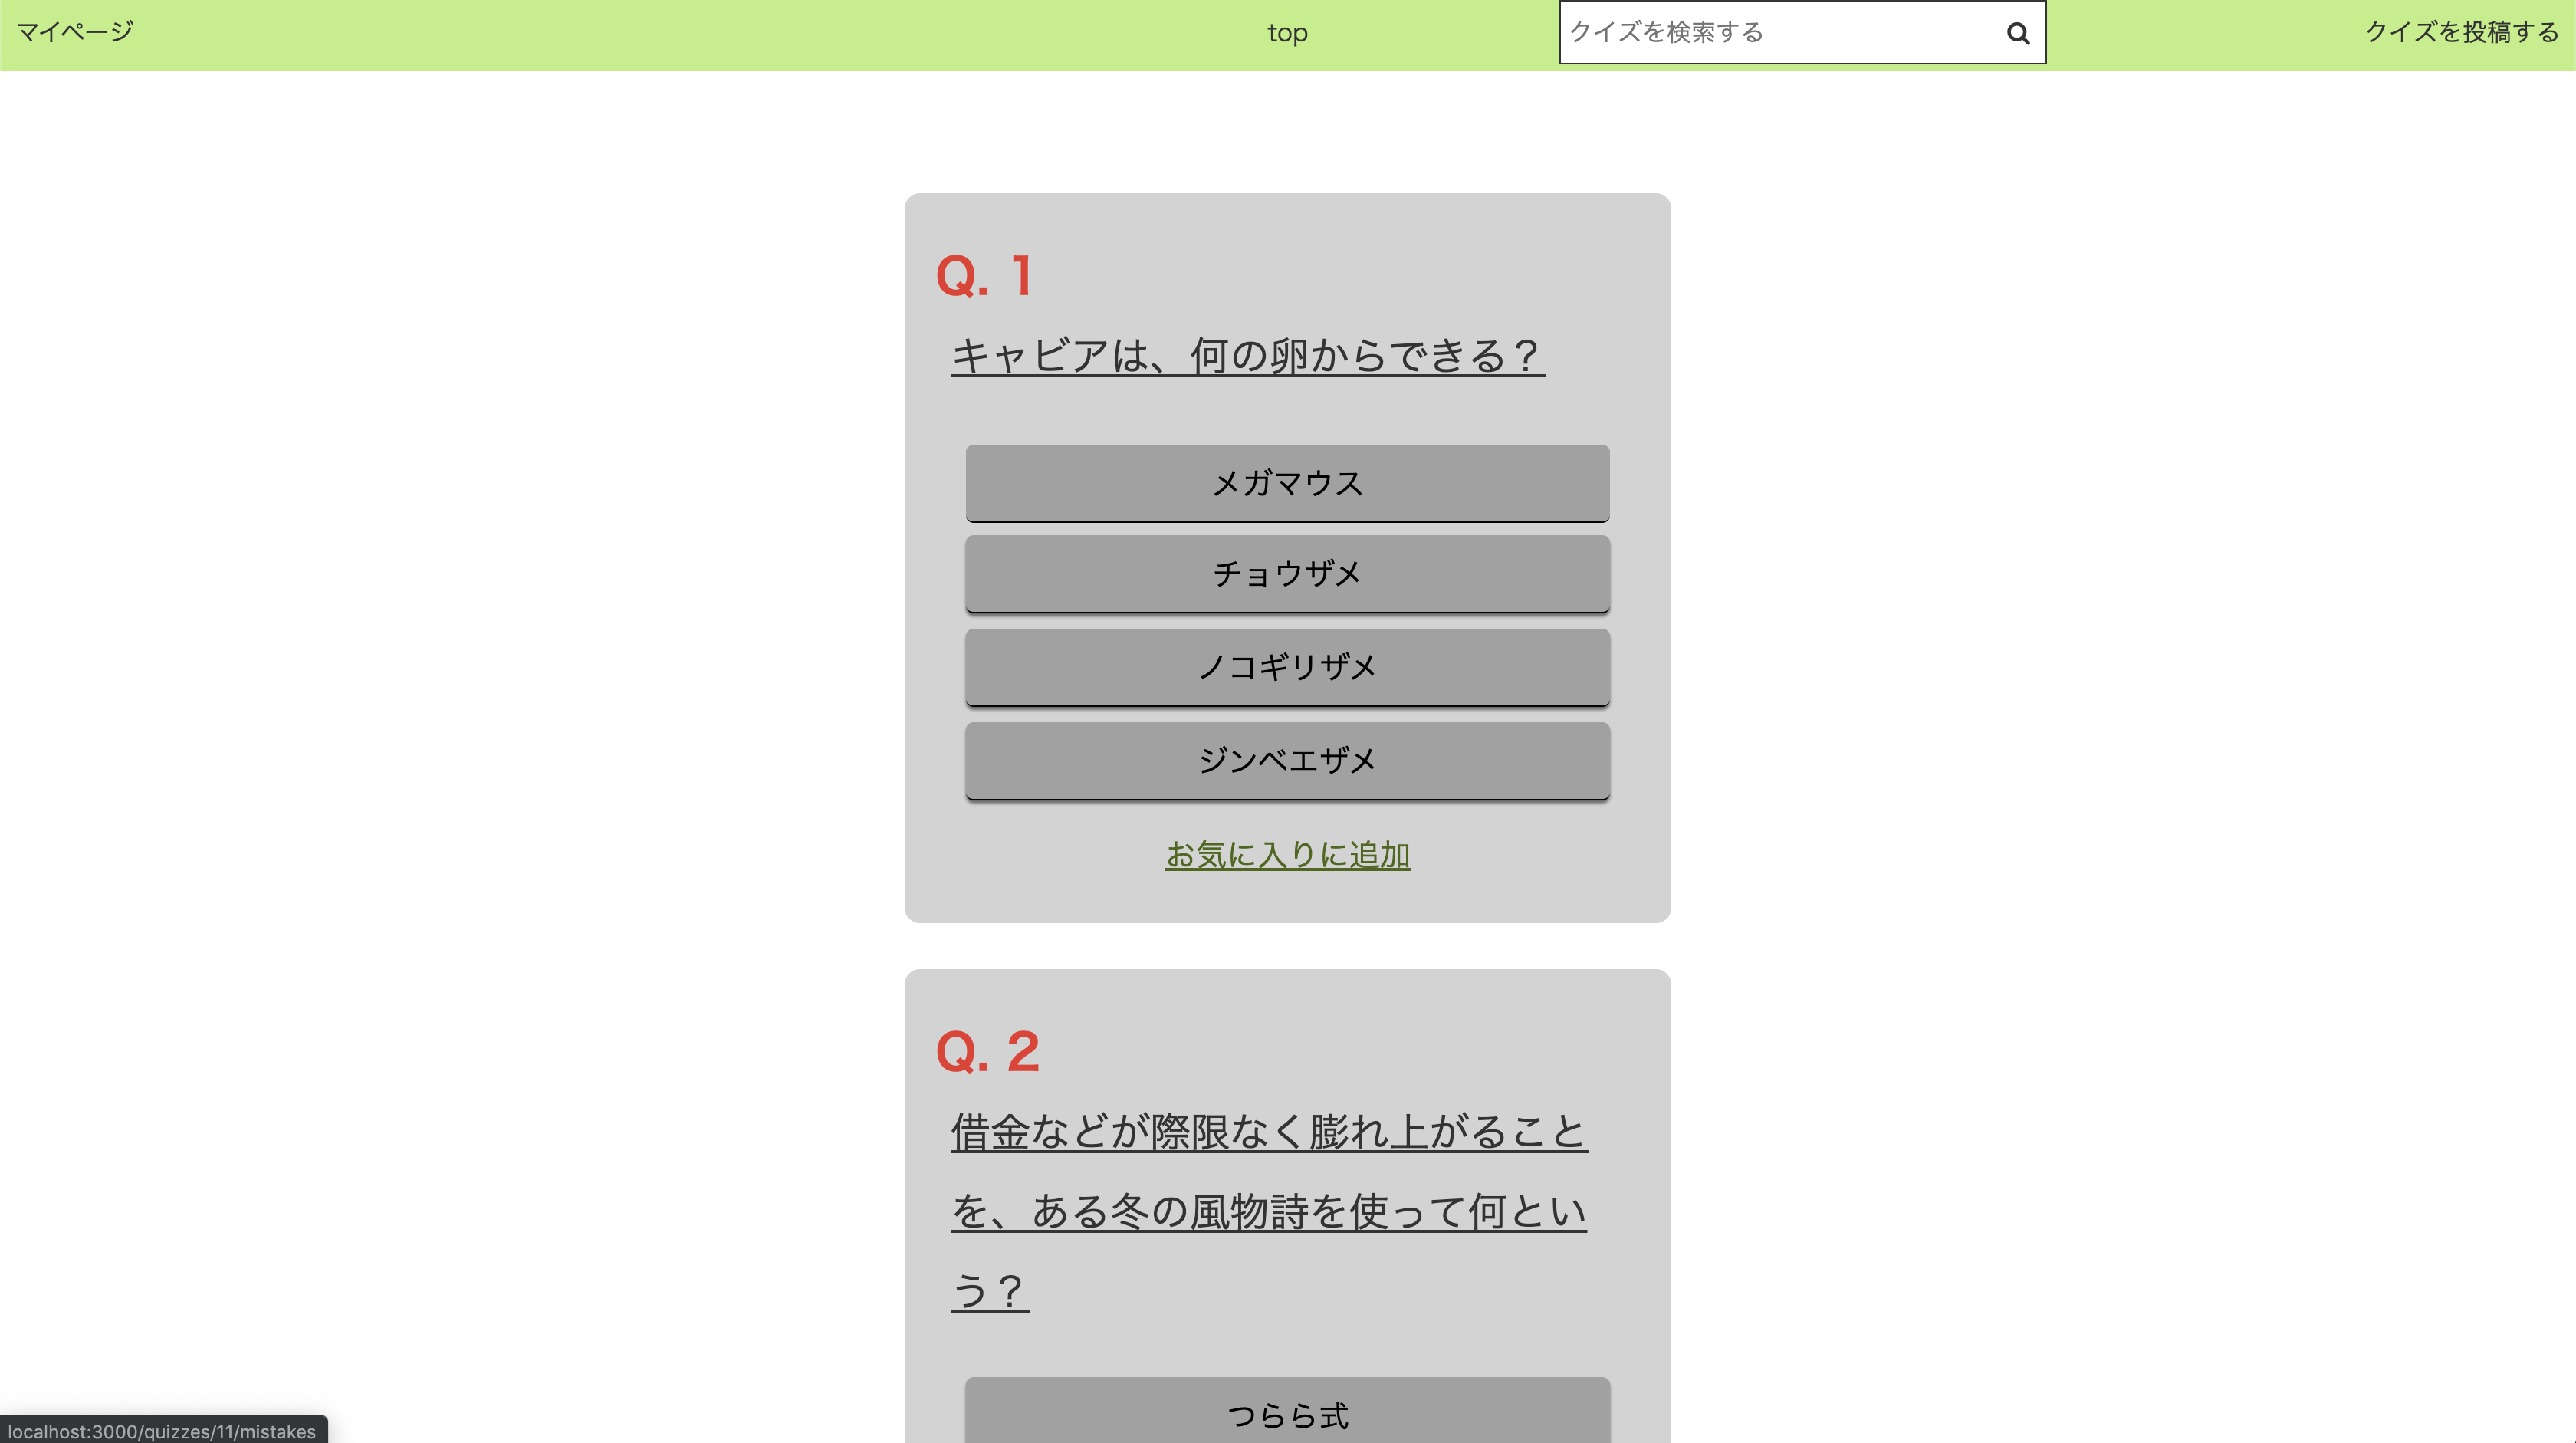 マイページ
top
クイズを検索する
クイズを投稿する
Q. 1
キャビアは、何の卵からできる？
メガマウス
チョウザメ
ノコギリザメ
ジンベエザメ
お気に入りに追加
Q. 2
借金などが際限なく膨れ上がること
を、ある冬の風物詩を使って何とい
う？
つらら式
localhost:3000/quizzes/11/mistakes